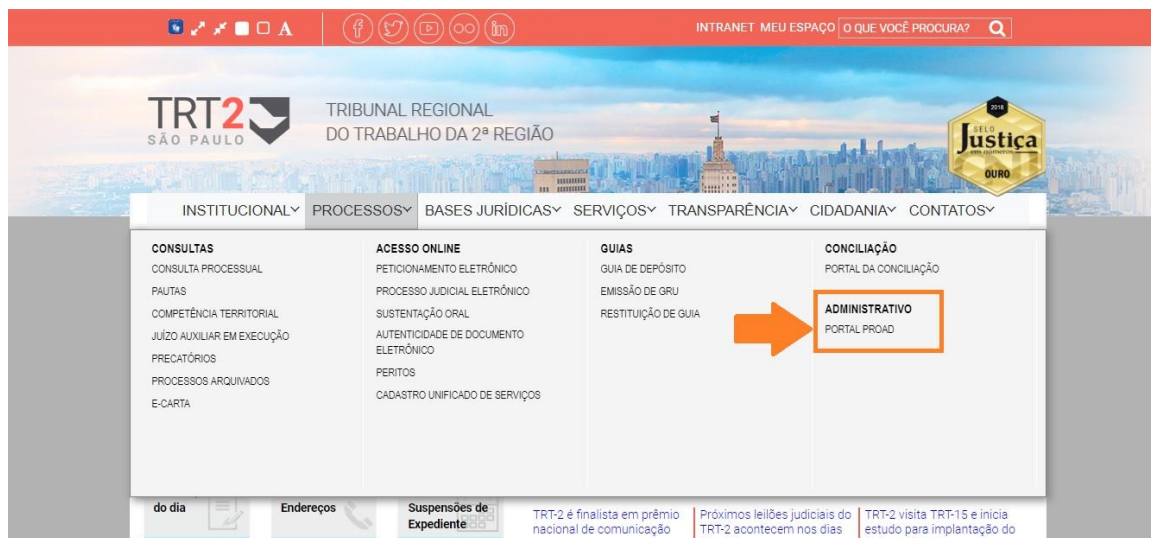 A
INTRANET MEU ESPAÇO O QUE VOCÊ PROCURA?
TRT2
SÃO PAULO
TRIBUNAL REGIONAL
DO TRABALHO DA 2ª REGIÃO
2018
SELO
Justiça
em números
OURO
INSTITUCIONAL PROCESSOS BASES JURÍDICAS SERVIÇOS TRANSPARÊNCIA CIDADANIA CONTATOS
CONSULTAS
CONSULTA PROCESSUAL
PAUTAS
COMPETÊNCIA TERRITORIAL
JUÍZO AUXILIAR EM EXECUÇÃO
PRECATÓRIOS
PROCESSOS ARQUIVADOS
E-CARTA
ACESSO ONLINE
PETICIONAMENTO ELETRÔNICO
PROCESSO JUDICIAL ELETRÔNICO
SUSTENTAÇÃO ORAL
AUTENTICIDADE DE DOCUMENTO
ELETRÔNICO
PERITOS
CADASTRO UNIFICADO DE SERVIÇOS
GUIAS
GUIA DE DEPÓSITO
EMISSÃO DE GRU
RESTITUIÇÃO DE GUIA
CONCILIAÇÃO
PORTAL DA CONCILIAÇÃO
ADMINISTRATIVO
PORTAL PROAD
do dia
Endereços
Suspensões de
Expediente
TRT-2 é finalista em prêmio
nacional de comunicação
Próximos leilões judiciais do
TRT-2 acontecem nos dias
TRT-2 visita TRT-15 e inicia
estudo para implantação do